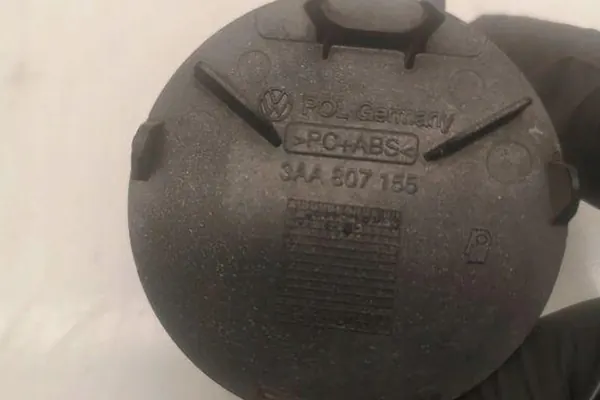 POL Germany
>PC+ABS<
3AA 807 155